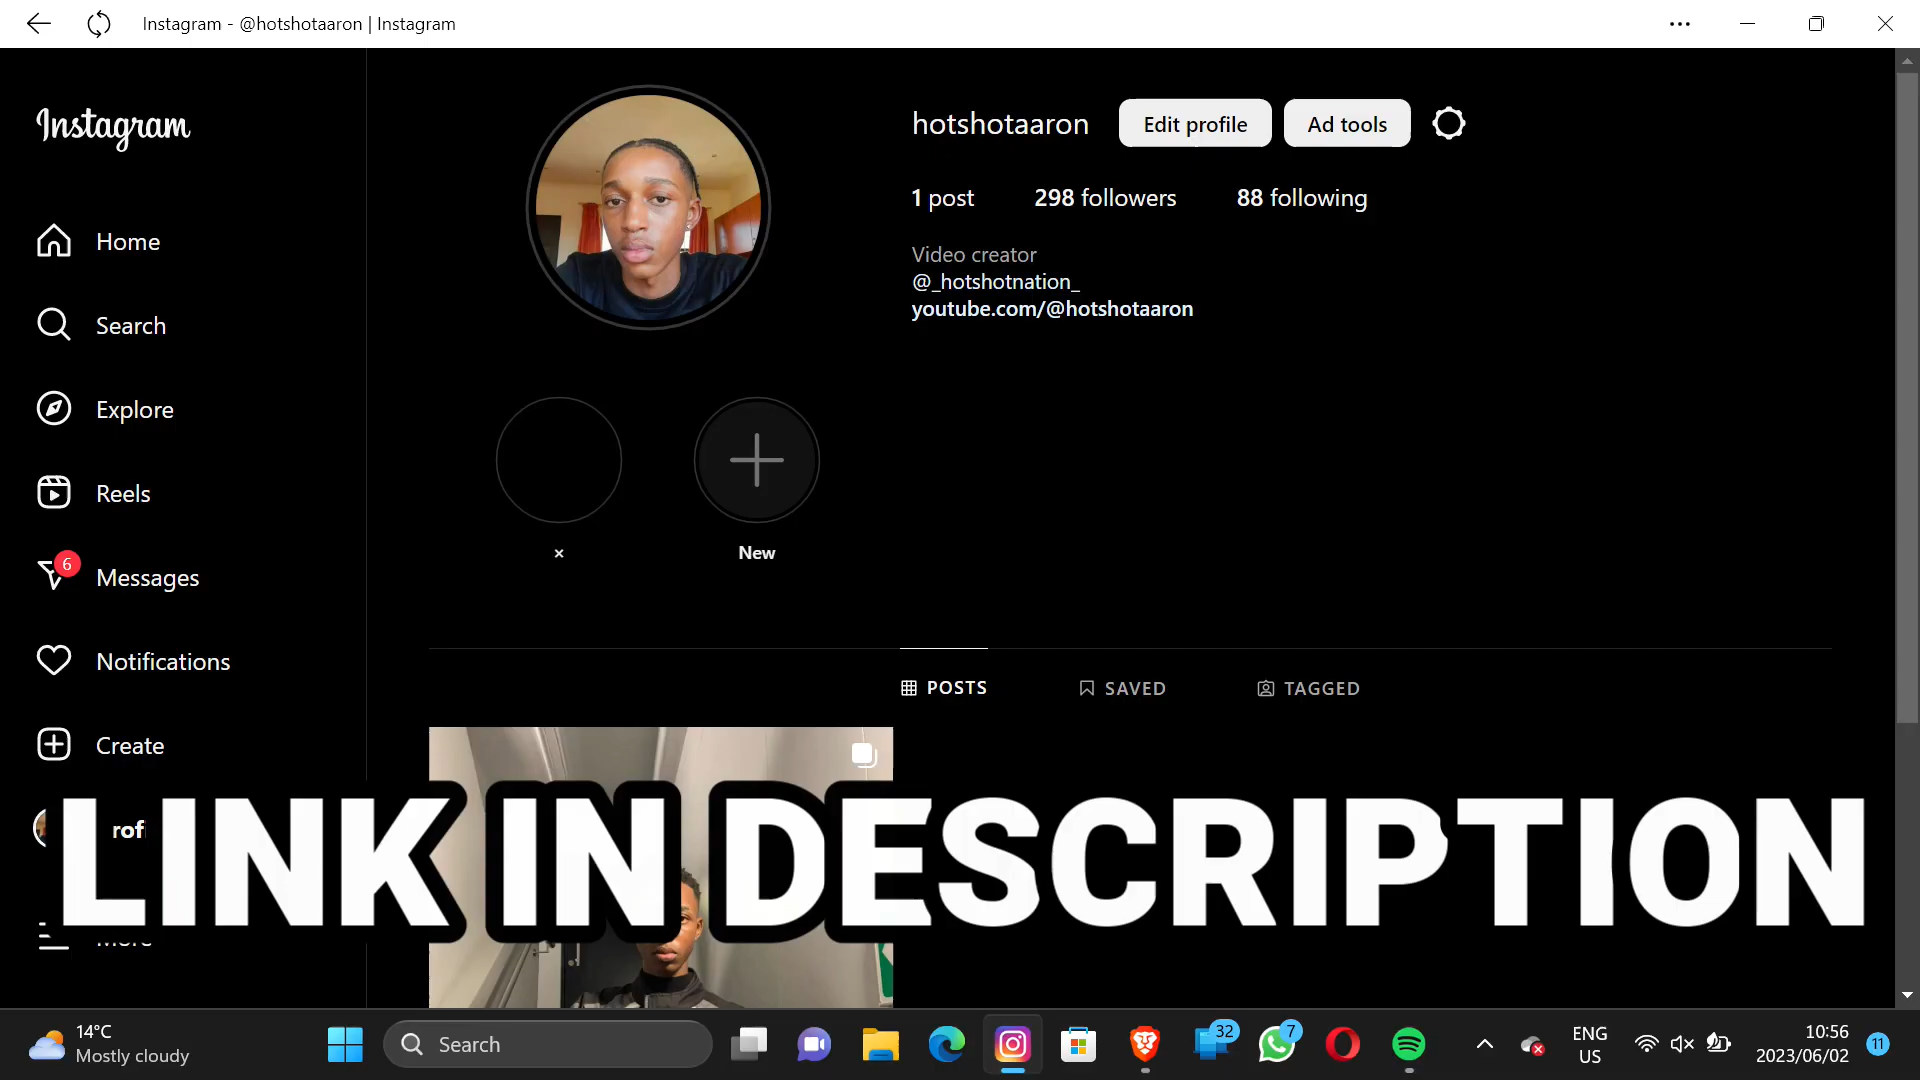 Instagram - @hotshotaaron | Instagram
Instagram
hotshotaaron
Edit profile
Ad tools
1 post
298 followers
88 following
Video creator
@_hotshotnation_
youtube.com/@hotshotaaron
Home
Search
Explore
Reels
6
Messages
Notifications
Create
×
New
POSTS
SAVED
TAGGED
rof
LINK IN DESCRIPTION
14°C
Mostly cloudy
Search
32
7
ENG
US
10:56
2023/06/02
11